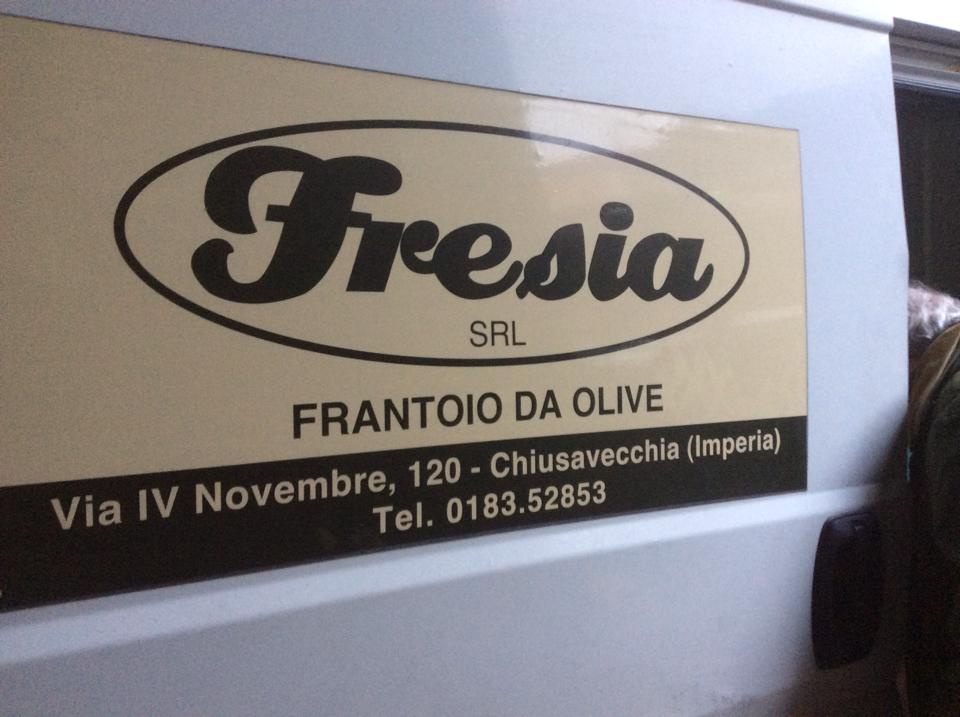 Fresia
SRL
FRANTOIO DA OLIVE
Via IV Novembre, 120 - Chiusavecchia (Imperia)
Tel. 0183.52853